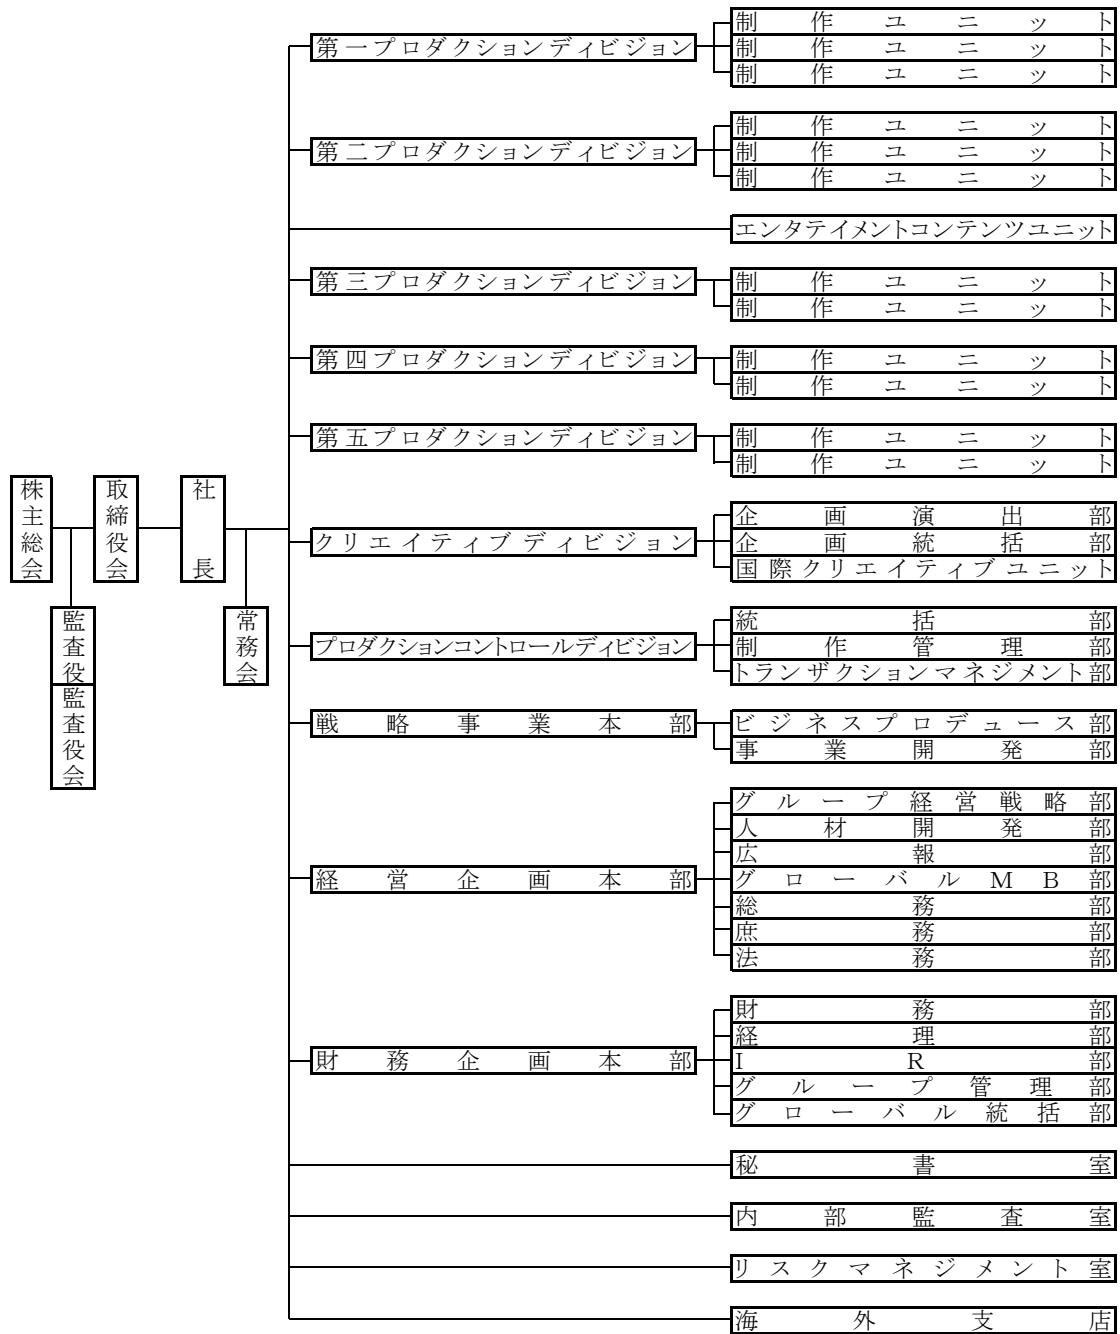 株主総会
監査役
監査役会
取締役会
社長
常務会
第一プロダクションディビジョン
制作ユニット
制作ユニット
制作ユニット
第二プロダクションディビジョン
制作ユニット
制作ユニット
制作ユニット
エンタテイメントコンテンツユニット
第三プロダクションディビジョン
制作ユニット
制作ユニット
第四プロダクションディビジョン
制作ユニット
制作ユニット
第五プロダクションディビジョン
制作ユニット
制作ユニット
クリエイティブディビジョン
企画演出部
企画統括部
国際クリエイティブユニット
プロダクションコントロールディビジョン
統括部
制作管理部
トランザクションマネジメント部
戦略事業本部
ビジネスプロデュース部
事業開発部
経営企画本部
グループ経営戦略部
人材開発部
広報部
グローバルMB部
総務部
庶務部
法務部
財務企画本部
財務部
経理部
IR部
グループ管理部
グローバル統括部
秘書室
内部監査室
リスクマネジメント室
海外支店